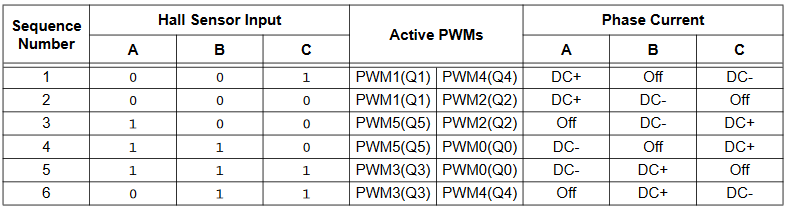 Sequence Number Hall Sensor Input Active PWMs Phase Current
A B C A B C
1 0 0 1 PWM1(Q1) PWM4(Q4) DC+ Off DC-
2 0 0 0 PWM1(Q1) PWM2(Q2) DC+ DC- Off
3 1 0 0 PWM5(Q5) PWM2(Q2) Off DC- DC+
4 1 1 0 PWM5(Q5) PWM0(Q0) DC- Off DC+
5 1 1 1 PWM3(Q3) PWM0(Q0) DC- DC+ Off
6 0 1 1 PWM3(Q3) PWM4(Q4) Off DC+ DC-